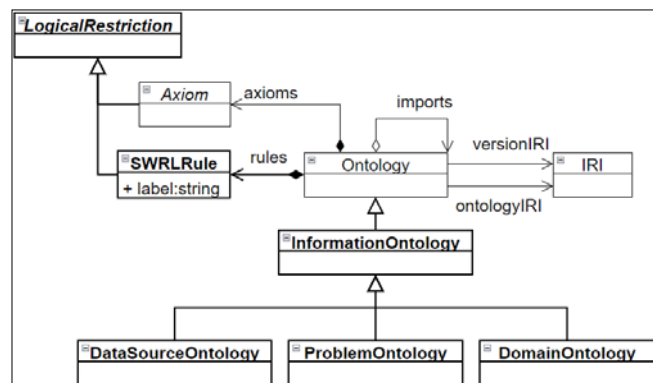 LogicalRestriction
Axiom
axioms
imports
versionIRI
SWRLRule
+ label:string
rules
Ontology
IRI
ontologyIRI
InformationOntology
DataSourceOntology
ProblemOntology
DomainOntology